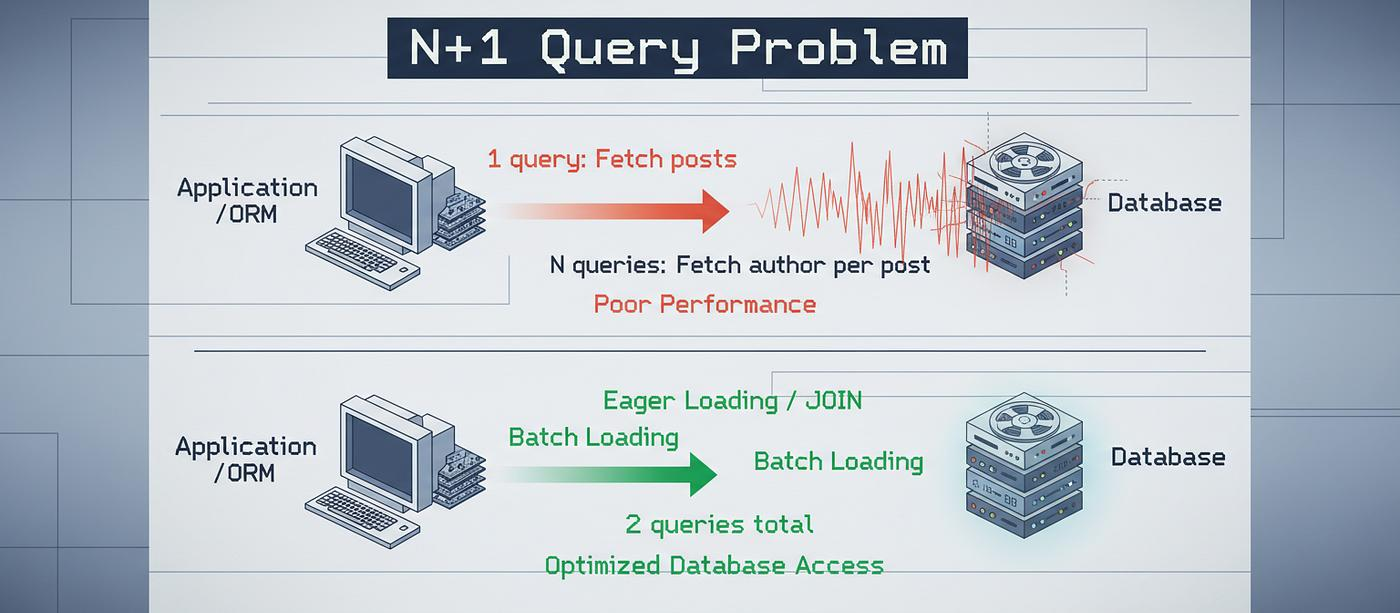 N+1 Query Problem
1 query: Fetch posts
Application
/ORM
Database
N queries: Fetch author per post
Poor Performance
Eager Loading / JOIN
Batch Loading
Application
/ORM
Batch Loading
Database
2 queries total
Optimized Database Access